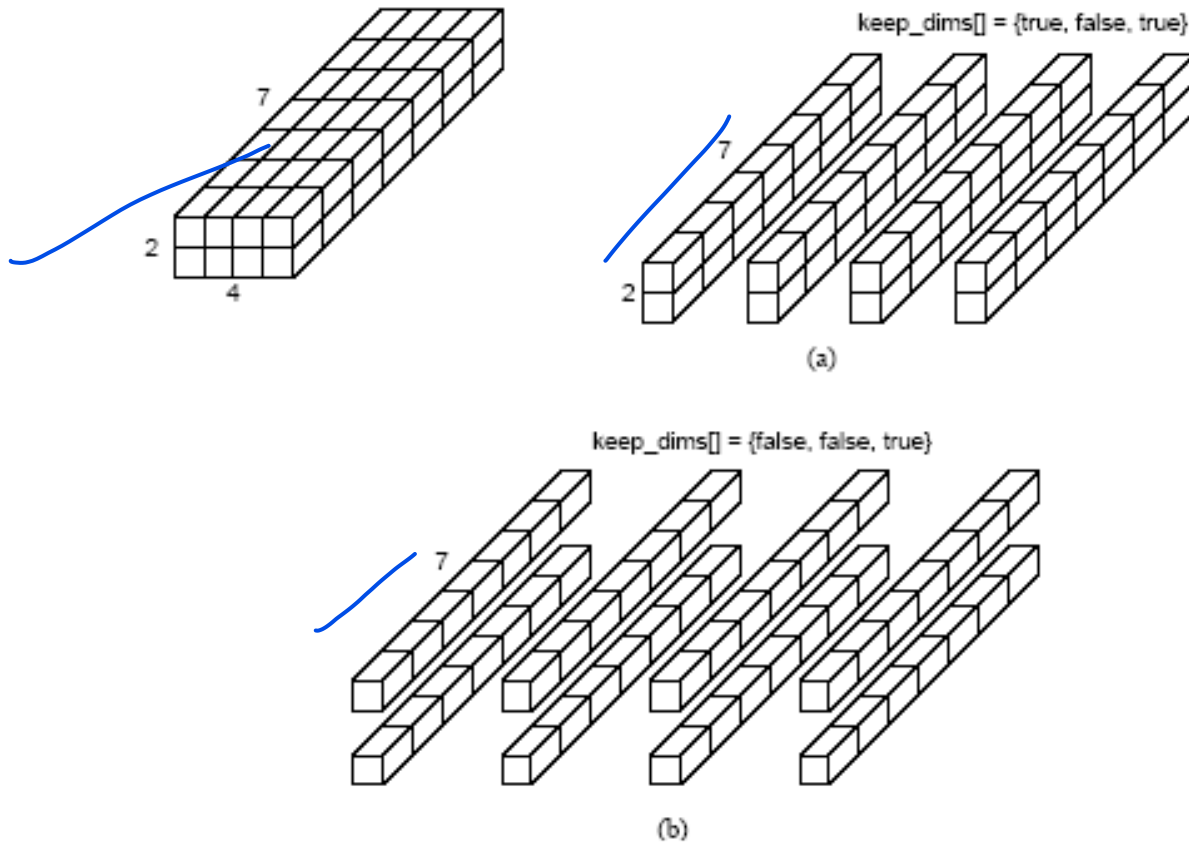 keep_dims[] = {true, false, true}
7
7
2
2
4
(a)
keep_dims[] = {false, false, true}
7
(b)